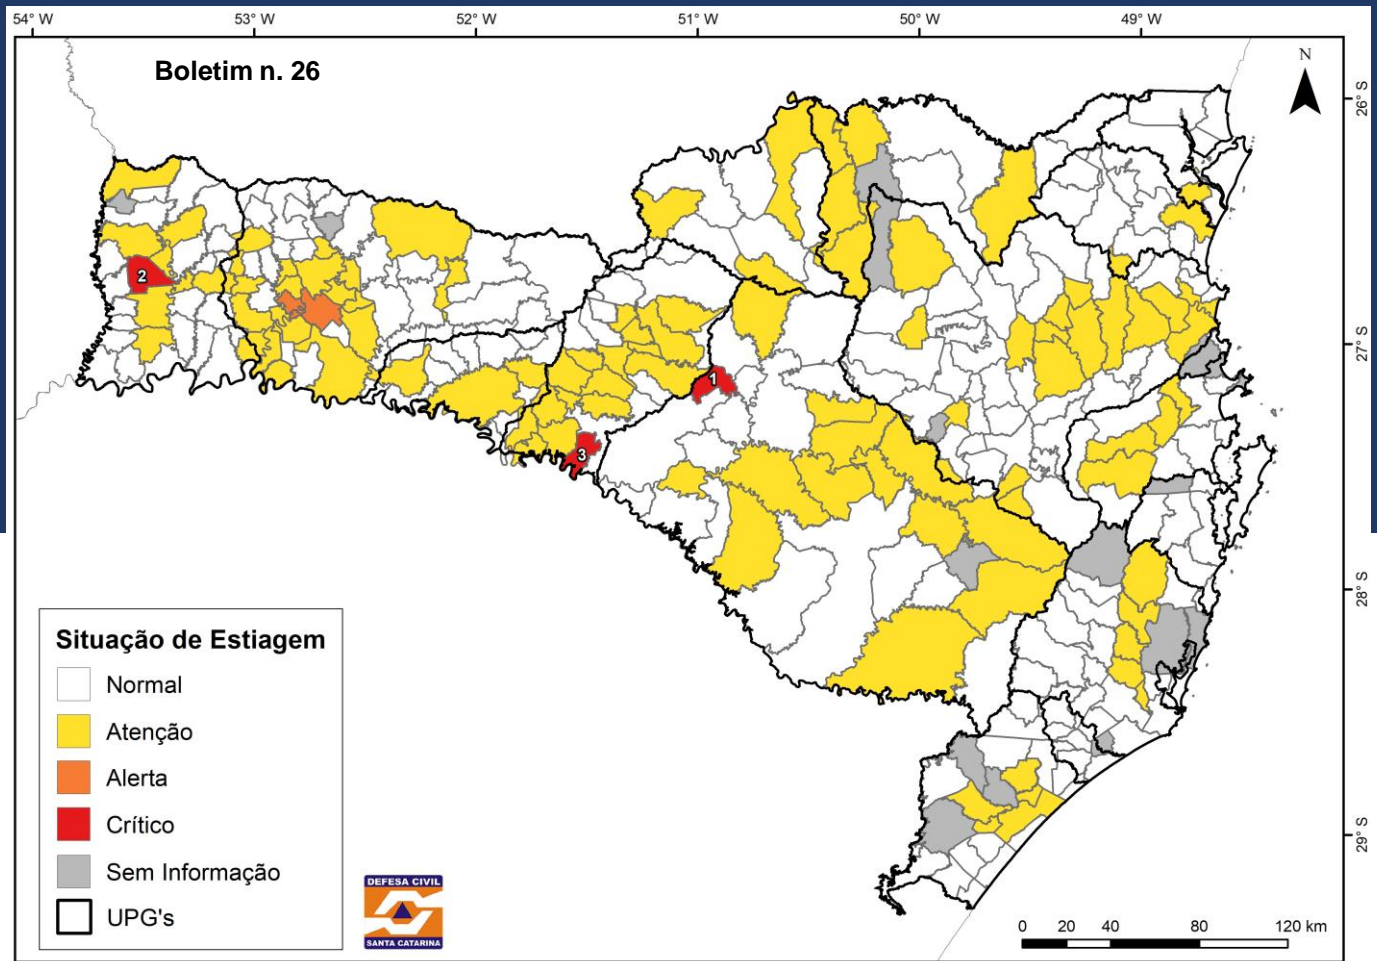 54° W 53° W 52° W 51° W 50° W 49° W
Boletim n. 26
N
26° S
2
27° S
1
3
28° S
Situação de Estiagem
Normal
Atenção
Alerta
Crítico
Sem Informação
UPG's
DEFESA CIVIL
SANTA CATARINA
29° S
0 20 40 80 120 km